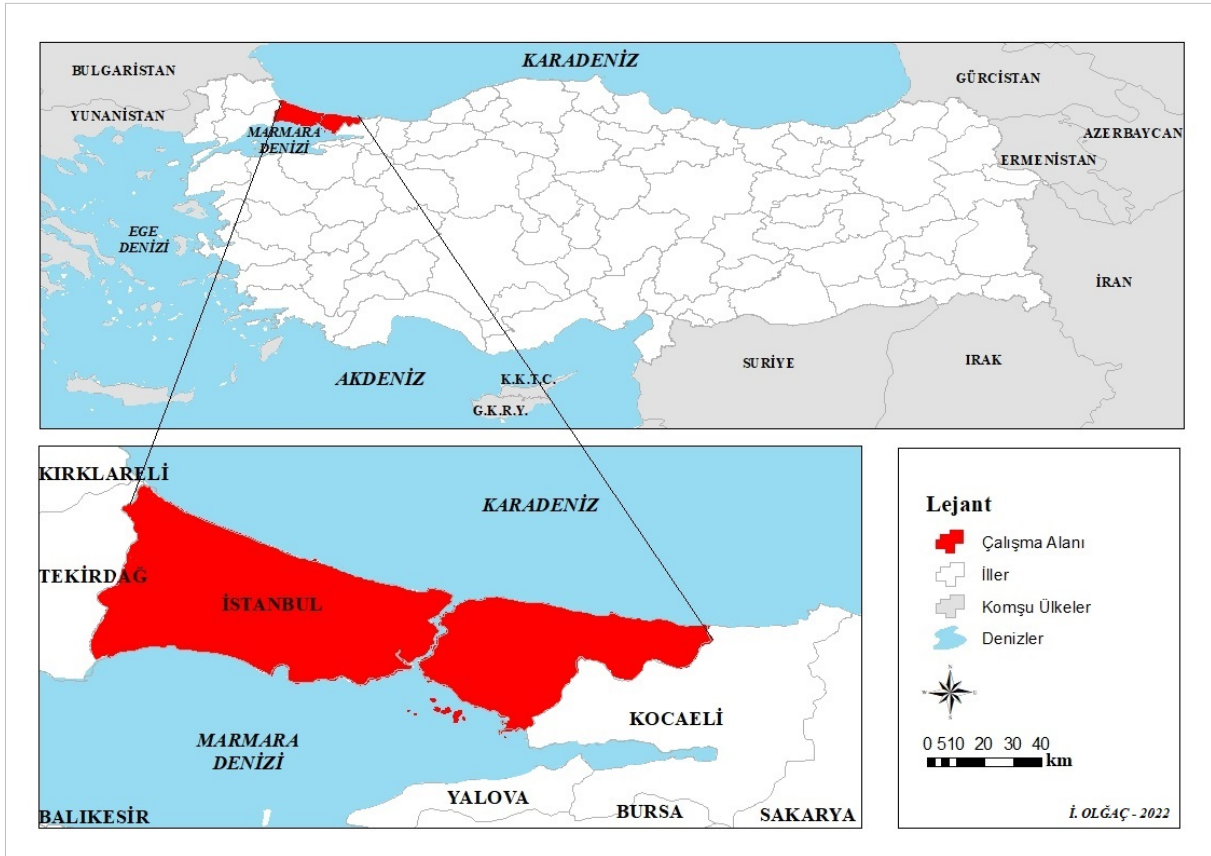 BULGARİSTAN
KARADENİZ
GÜRCİSTAN
YUNANİSTAN
MARMARA
DENİZİ
AZERBAYCAN
ERMENİSTAN
EGE
DENİZİ
İRAN
SURİYE
IRAK
AKDENİZ
K.K.T.C.
G.K.R.Y.
KIRKLARELİ
KARADENİZ
TEKİRDAĞ
İSTANBUL
KOCAELİ
MARMARA
DENİZİ
YALOVA
BURSA
BALIKESİR
SAKARYA
Lejant
Çalışma Alanı
İller
Komşu Ülkeler
Denizler
N
W E
S
0 510 20 30 40
km
İ. OLĞAÇ - 2022